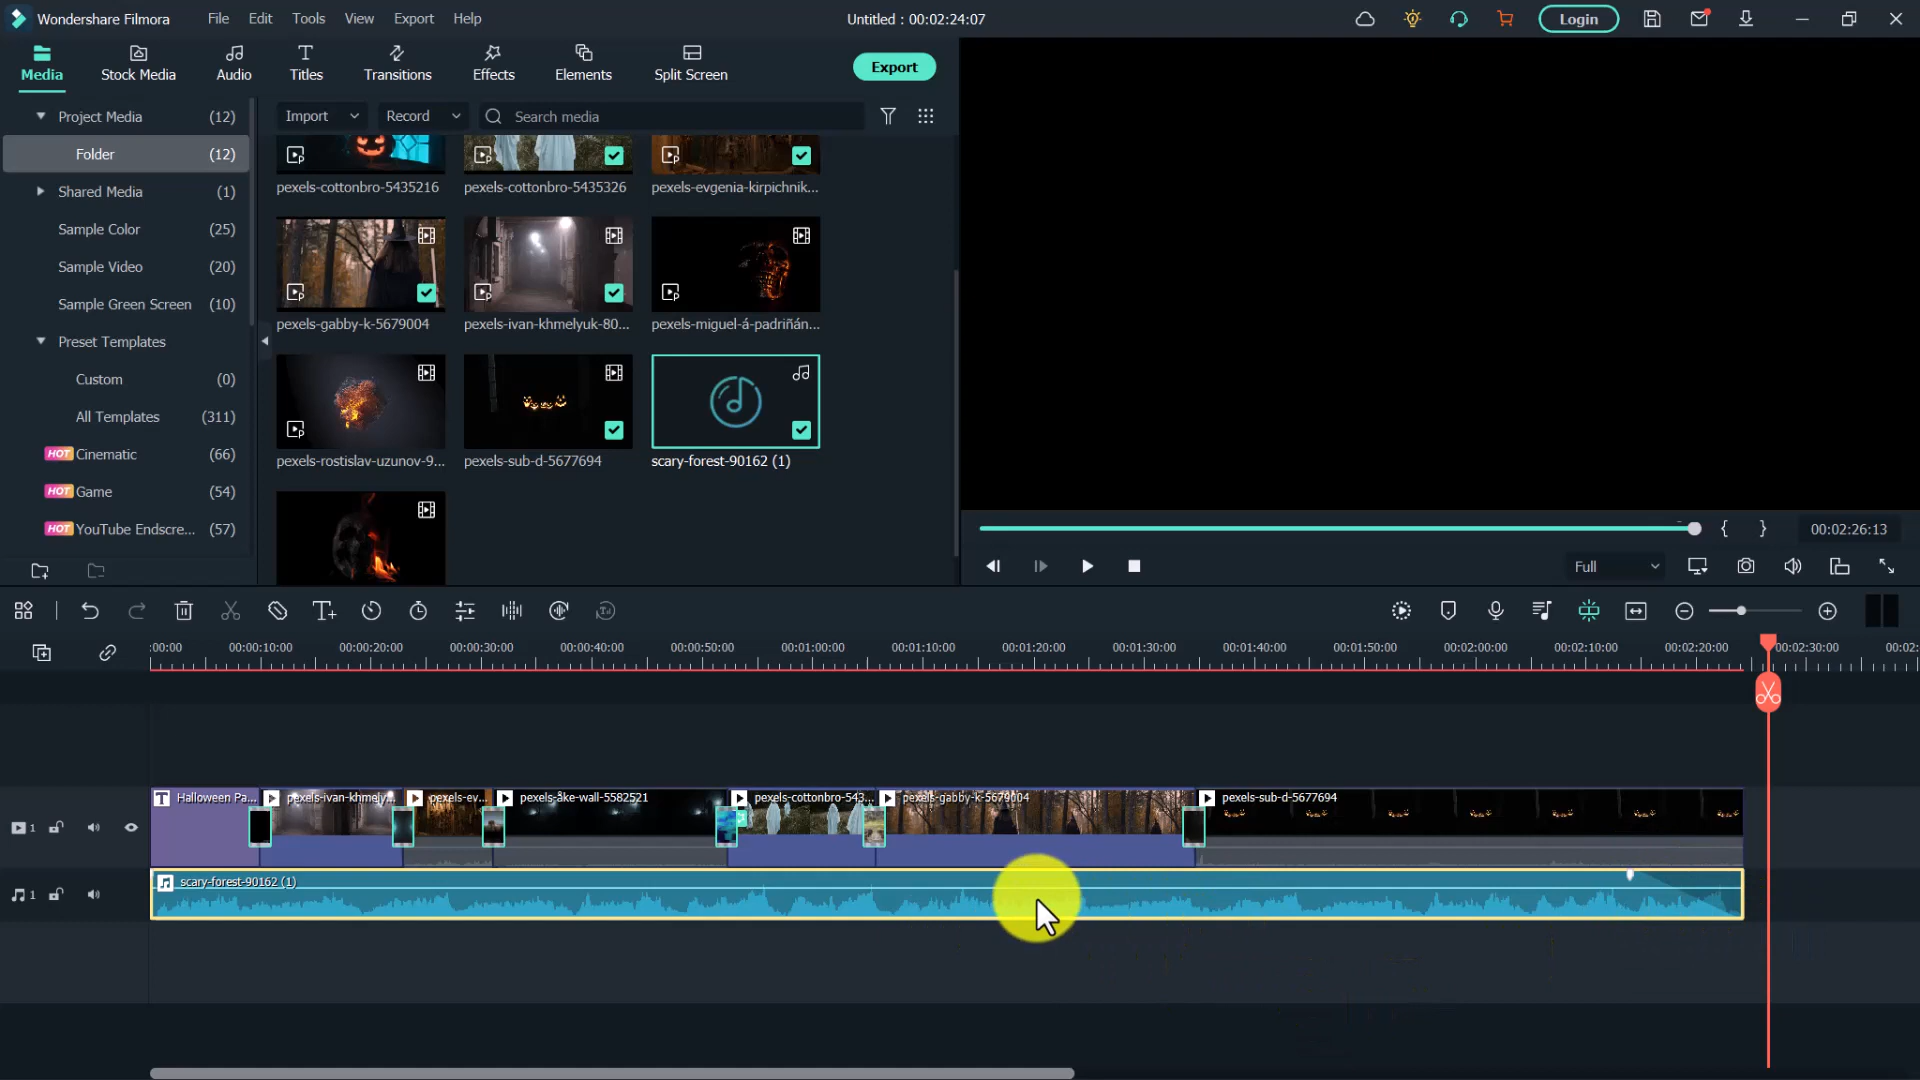 Wondershare Filmora File Edit Tools View Export Help Untitled : 00:02:24:07 Login
Media Stock Media Audio Titles Transitions Effects Elements Split Screen Export
Import Record Search media
Project Media (12)
Folder (12)
Shared Media (1)
Sample Color (25)
Sample Video (20)
Sample Green Screen (10)
Preset Templates
Custom (0)
All Templates (311)
HOT Cinematic (66)
HOT Game (54)
HOT YouTube Endscre... (57)
pexels-cottonbro-5435216 pexels-cottonbro-5435326 pexels-evgenia-kirpichnik...
pexels-gabby-k-5679004 pexels-ivan-khmelyuk-80... pexels-miguel-á-padriñán...
pexels-rostislav-uzunov-9... pexels-sub-d-5677694 scary-forest-90162 (1)
{ } 00:02:26:13
Full
:00:00 00:00:10:00 00:00:20:00 00:00:30:00 00:00:40:00 00:00:50:00 00:01:00:00 00:01:10:00 00:01:20:00 00:01:30:00 00:01:40:00 00:01:50:00 00:02:00:00 00:02:10:00 00:02:20:00 00:02:30:00 00:02:
T Halloween Pa... pexels-ivan-khmely... pexels-ev... pexels-åke-wall-5582521 pexels-cottonbro-543... pexels-gabby-k-5679004 pexels-sub-d-5677694
1
scary-forest-90162 (1)
1